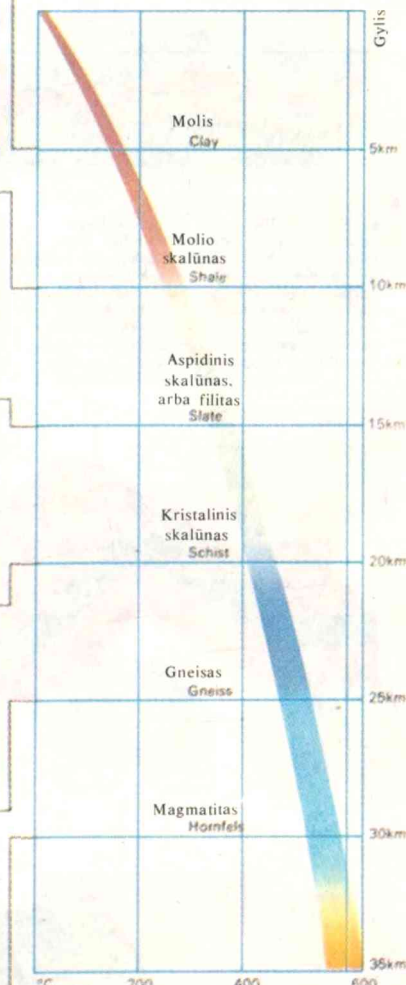 Gylis
Molis
Clay
5km
Molio
skalūnas
Shale
10km
Aspidinis
skalūnas,
arba filitas
Slate
15km
Kristalinis
skalūnas
Schist
20km
Gneisas
Gneiss
25km
Magmatitas
Hornfels
30km
35km
°C 200 400 600